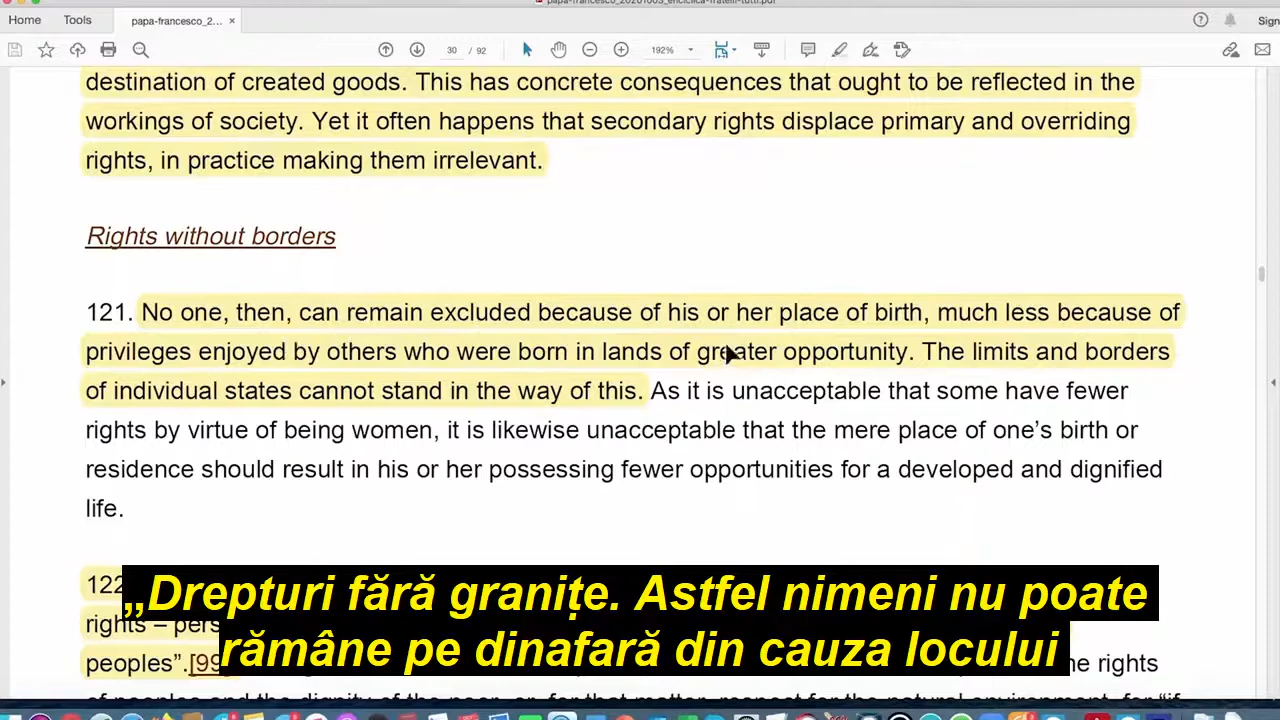 papa-francesco_20201003_enciclica-fratelli-tutti.pdf
Home Tools papa-francesco_2... × Sign
30 / 92 192%
destination of created goods. This has concrete consequences that ought to be reflected in the
workings of society. Yet it often happens that secondary rights displace primary and overriding
rights, in practice making them irrelevant.
Rights without borders
121. No one, then, can remain excluded because of his or her place of birth, much less because of
privileges enjoyed by others who were born in lands of greater opportunity. The limits and borders
of individual states cannot stand in the way of this. As it is unacceptable that some have fewer
rights by virtue of being women, it is likewise unacceptable that the mere place of one’s birth or
residence should result in his or her possessing fewer opportunities for a developed and dignified
life.
122
„Drepturi fără granițe. Astfel nimeni nu poate
rights –
rămâne pe dinafară din cauza locului
peoples”.[99 the rights